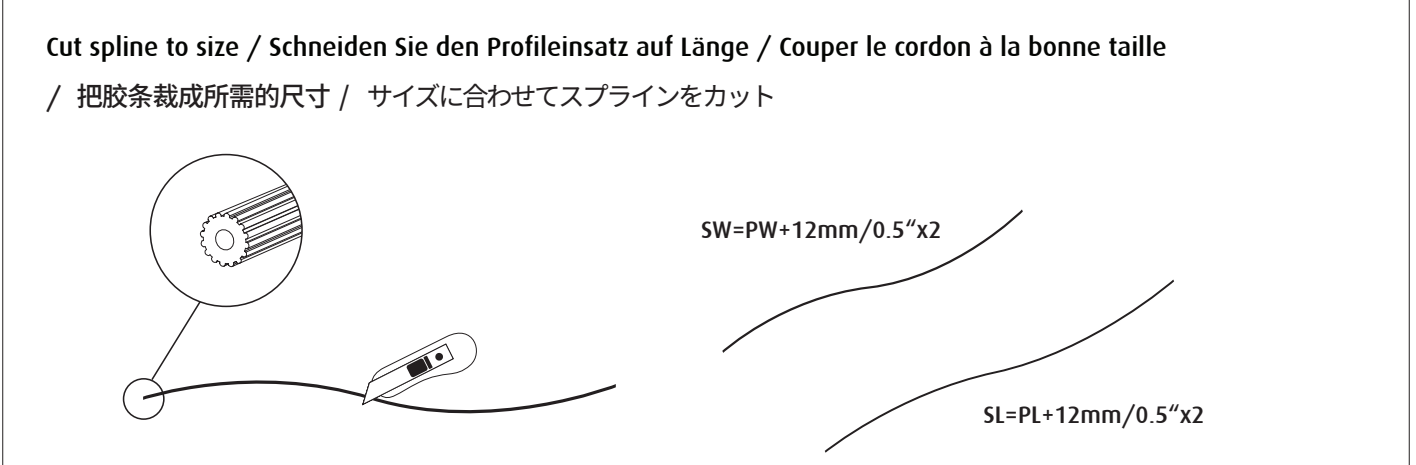 Cut spline to size / Schneiden Sie den Profileinsatz auf Länge / Couper le cordon à la bonne taille
/ 把胶条裁成所需的尺寸 / サイズに合わせてスプラインをカット
SW=PW+12mm/0.5“x2
SL=PL+12mm/0.5“x2